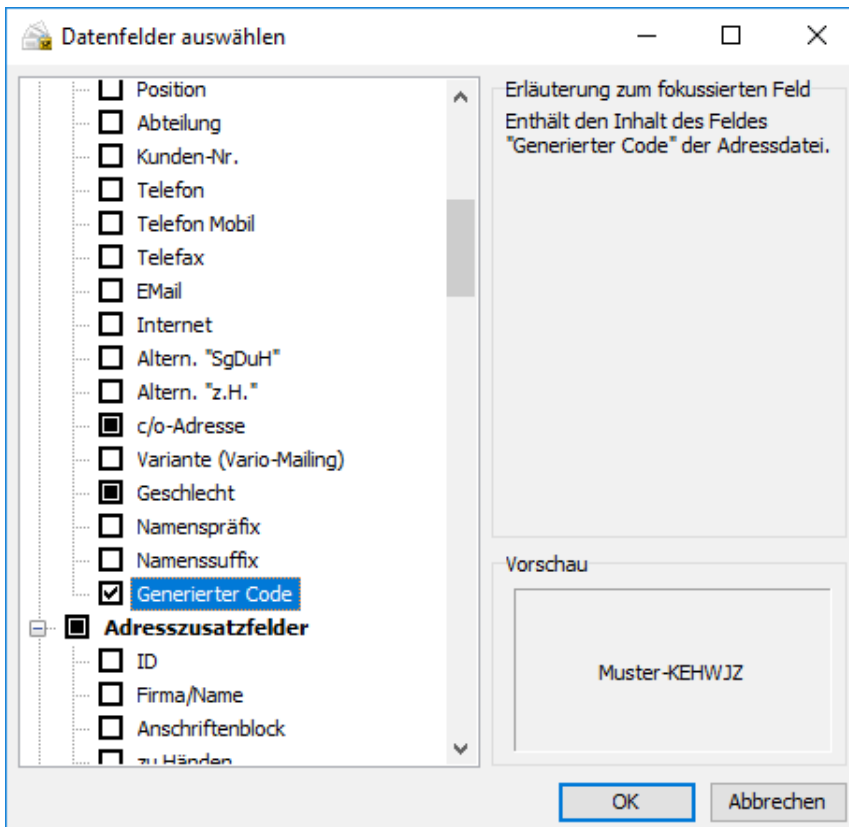 Datenfelder auswählen
Position
Abteilung
Kunden-Nr.
Telefon
Telefon Mobil
Telefax
EMail
Internet
Altern. "SgDuH"
Altern. "z.H."
c/o-Adresse
Variante (Vario-Mailing)
Geschlecht
Namenspräfix
Namenssuffix
Generierter Code
Adresszusatzfelder
ID
Firma/Name
Anschriftenblock
zu Händen
Erläuterung zum fokussierten Feld
Enthält den Inhalt des Feldes
"Generierter Code" der Adressdatei.
Vorschau
Muster-KEHWJZ
OK
Abbrechen